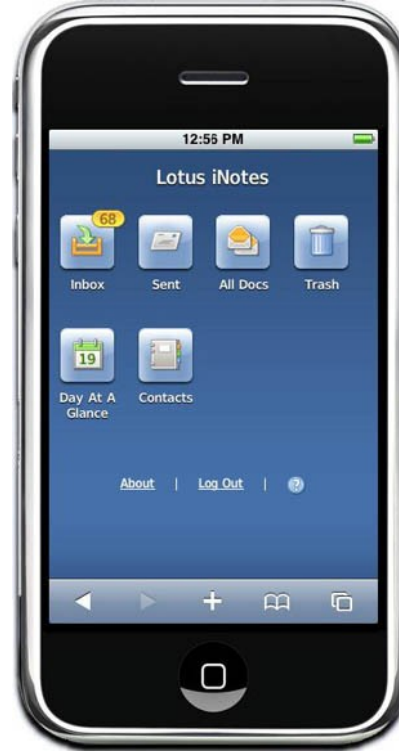 12:56 PM
Lotus iNotes
68
Inbox Sent All Docs Trash
19
Day At A Contacts
Glance
About | Log Out | ?